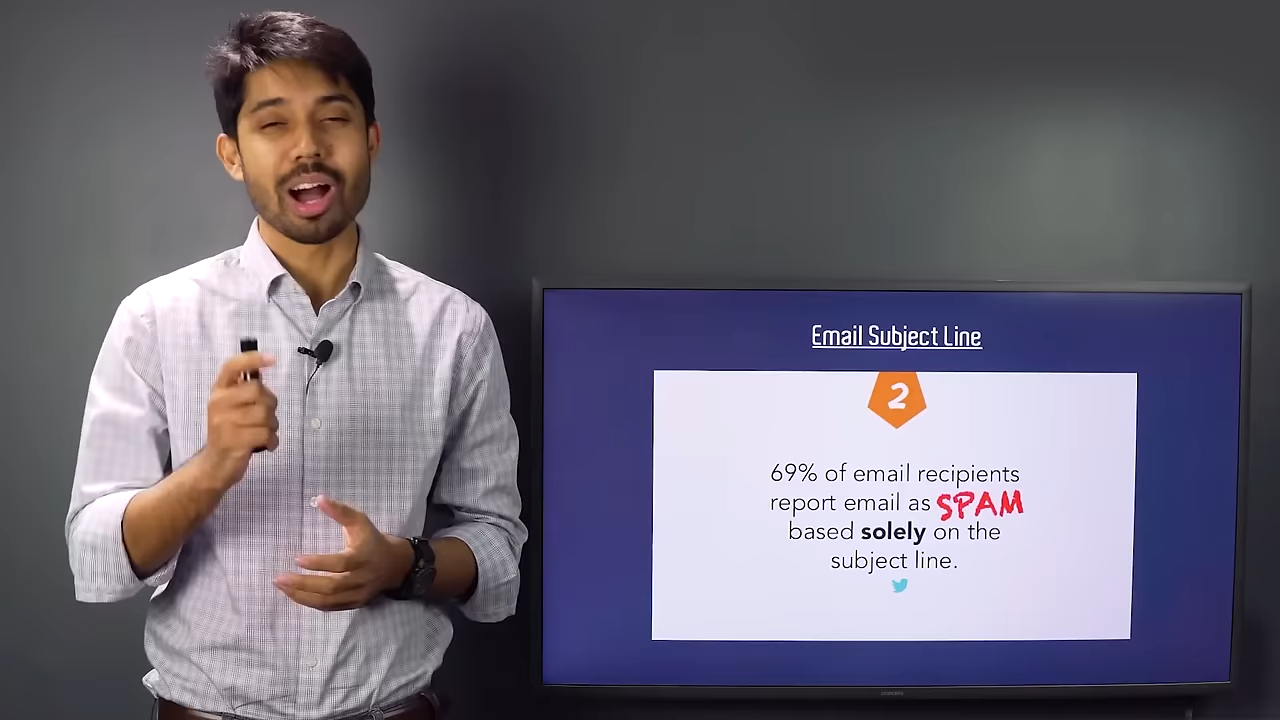 Email Subject Line
2
69% of email recipients
report email as SPAM
based solely on the
subject line.